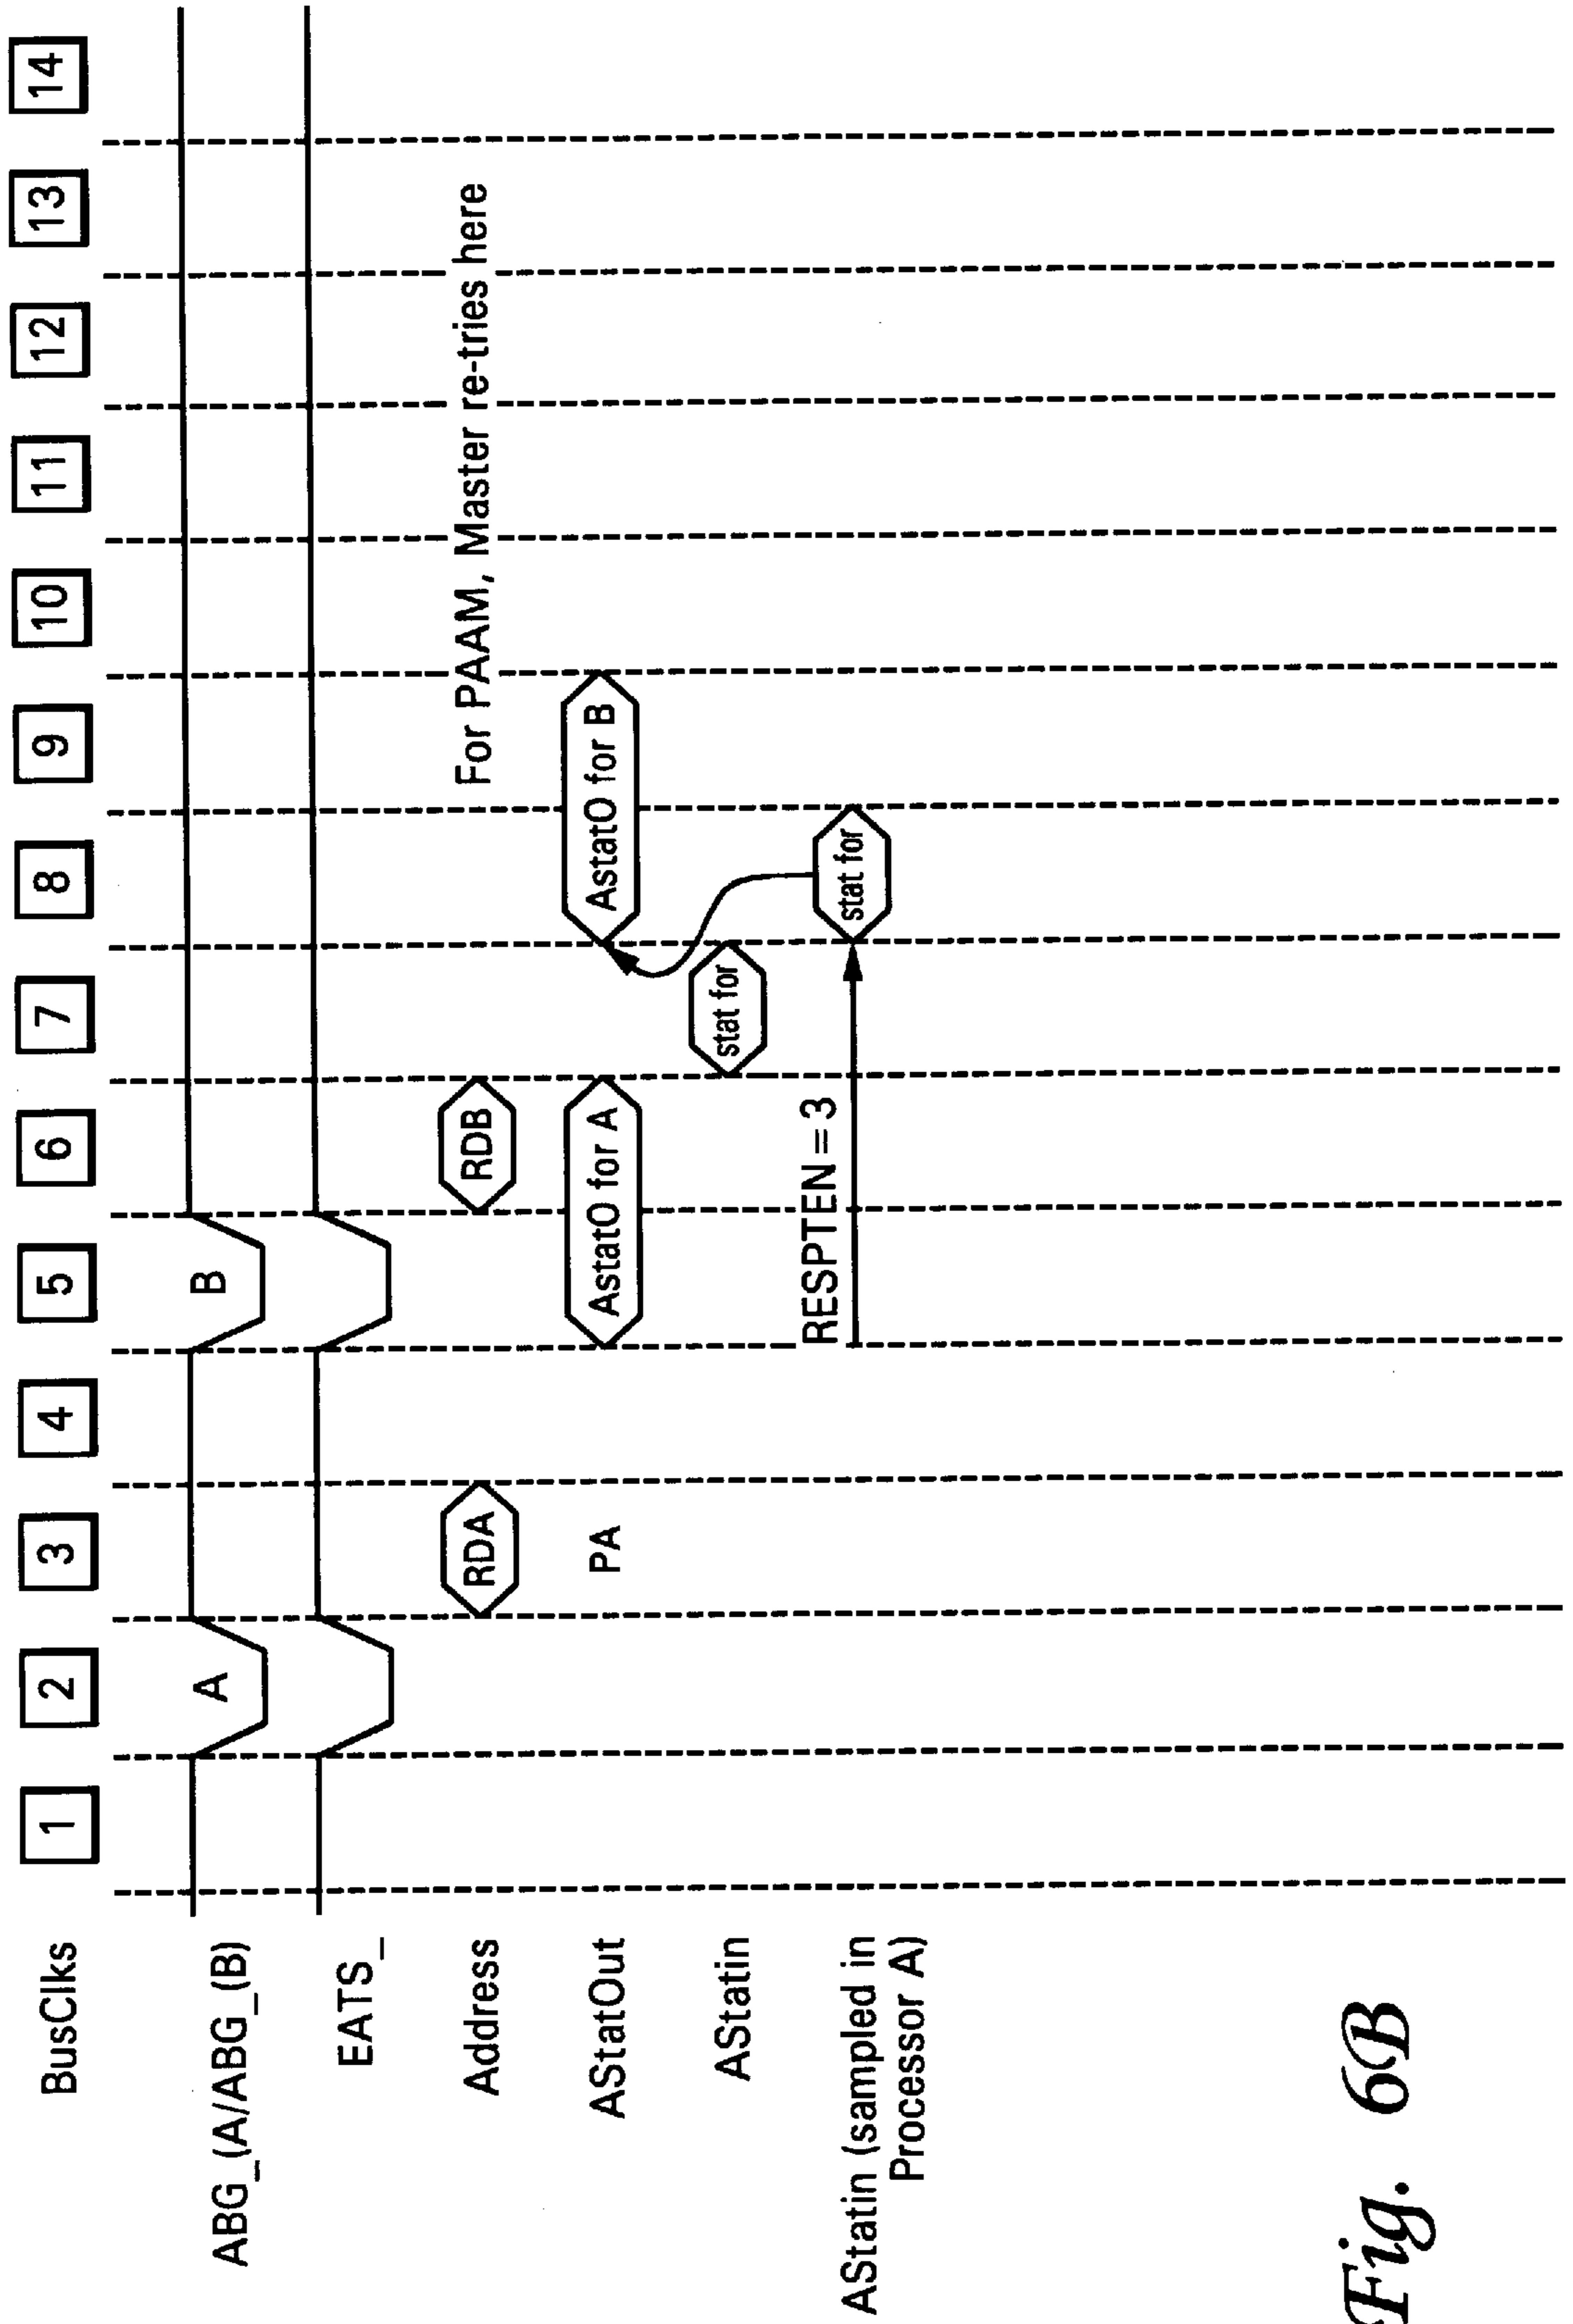 BusClks 1 2 3 4 5 6 7 8 9 10 11 12 13 14
ABG_(A/ABG_(B) A B
EATS_
For PAAM, Master re-tries here
Address RDA RDB
AStatOut PA AstatO for A AstatO for B
AStatin stat for
RESPTEN = 3
AStatin (sampled in
Processor A) stat for
Fig. 6B